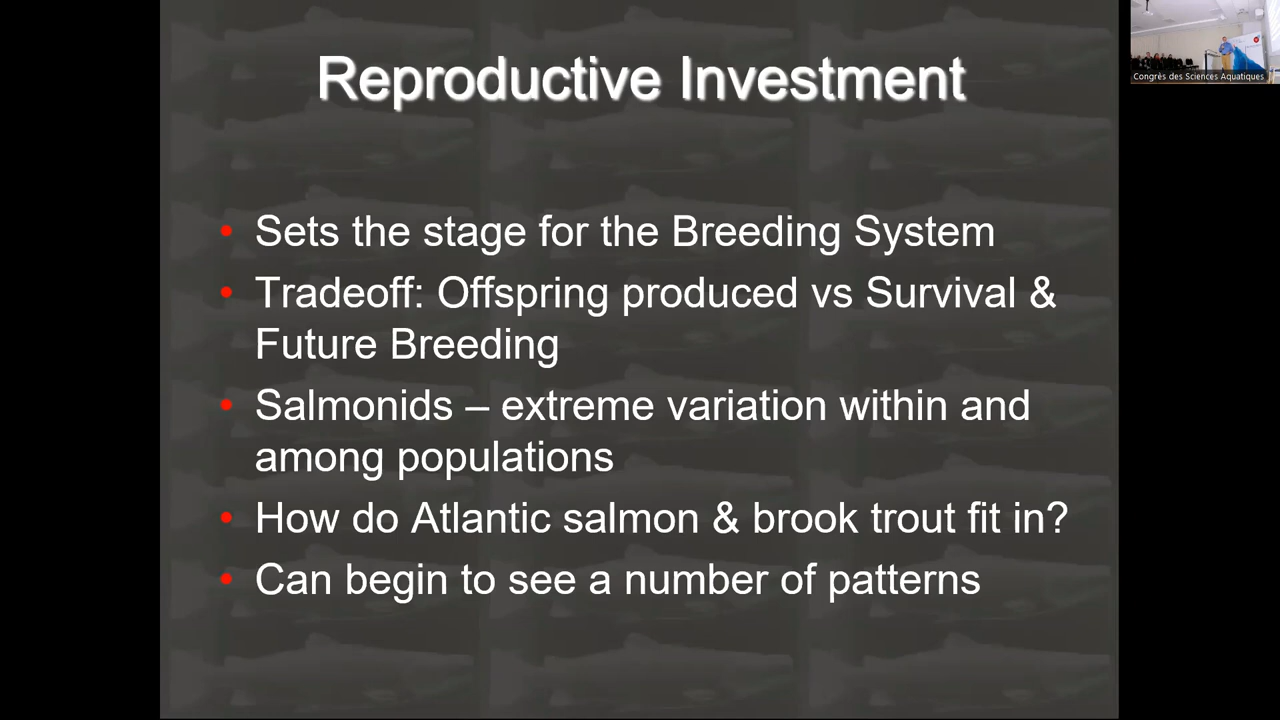 Reproductive Investment
• Sets the stage for the Breeding System
• Tradeoff: Offspring produced vs Survival &
Future Breeding
• Salmonids – extreme variation within and
among populations
• How do Atlantic salmon & brook trout fit in?
• Can begin to see a number of patterns
Congrès des Sciences Aquatiques